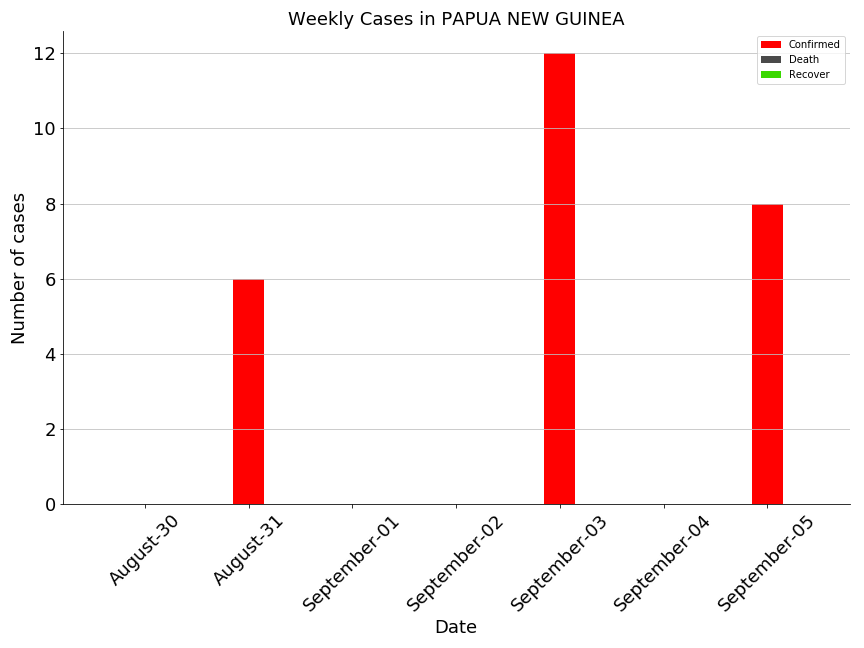 Weekly Cases in PAPUA NEW GUINEA
Confirmed
Death
Recover
Number of cases
12
10
8
6
4
2
0
August-30
August-31
September-01
September-02
September-03
September-04
September-05
Date